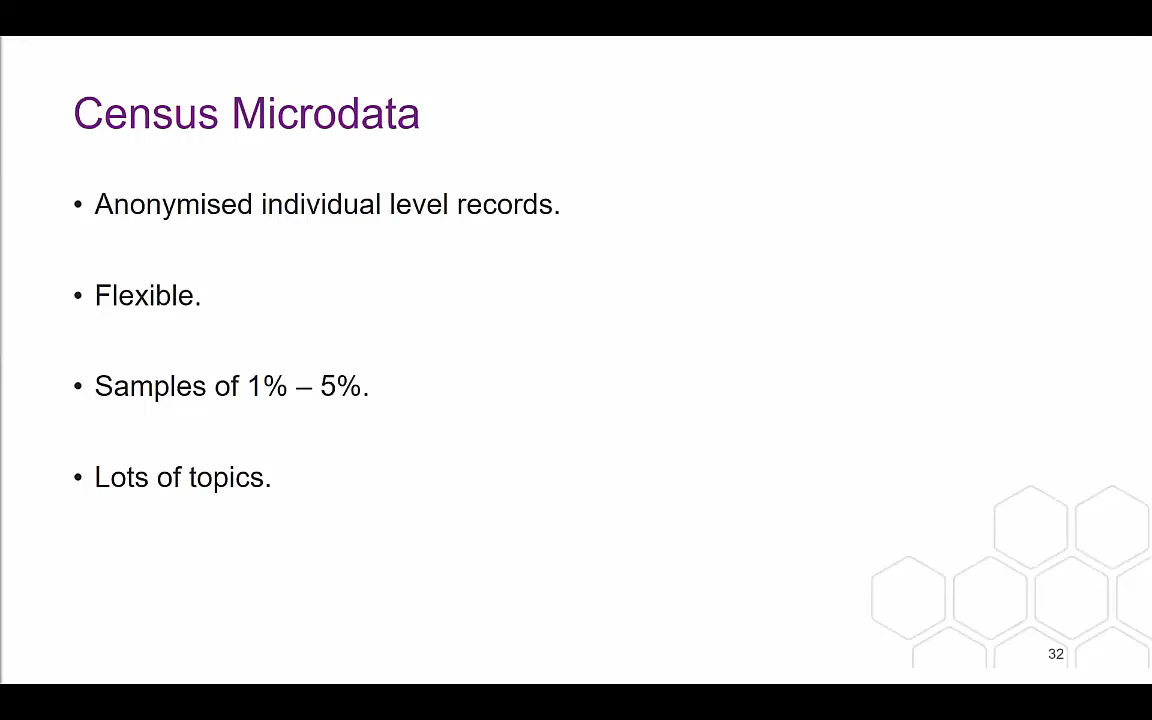 Census Microdata
• Anonymised individual level records.
• Flexible.
• Samples of 1% – 5%.
• Lots of topics.
32